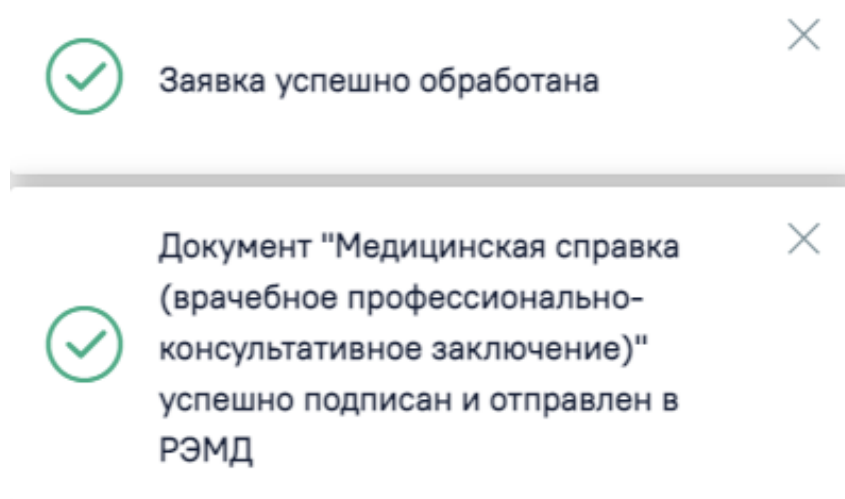 Заявка успешно обработана
Документ "Медицинская справка
(врачебное профессионально-
консультативное заключение)"
успешно подписан и отправлен в
РЭМД